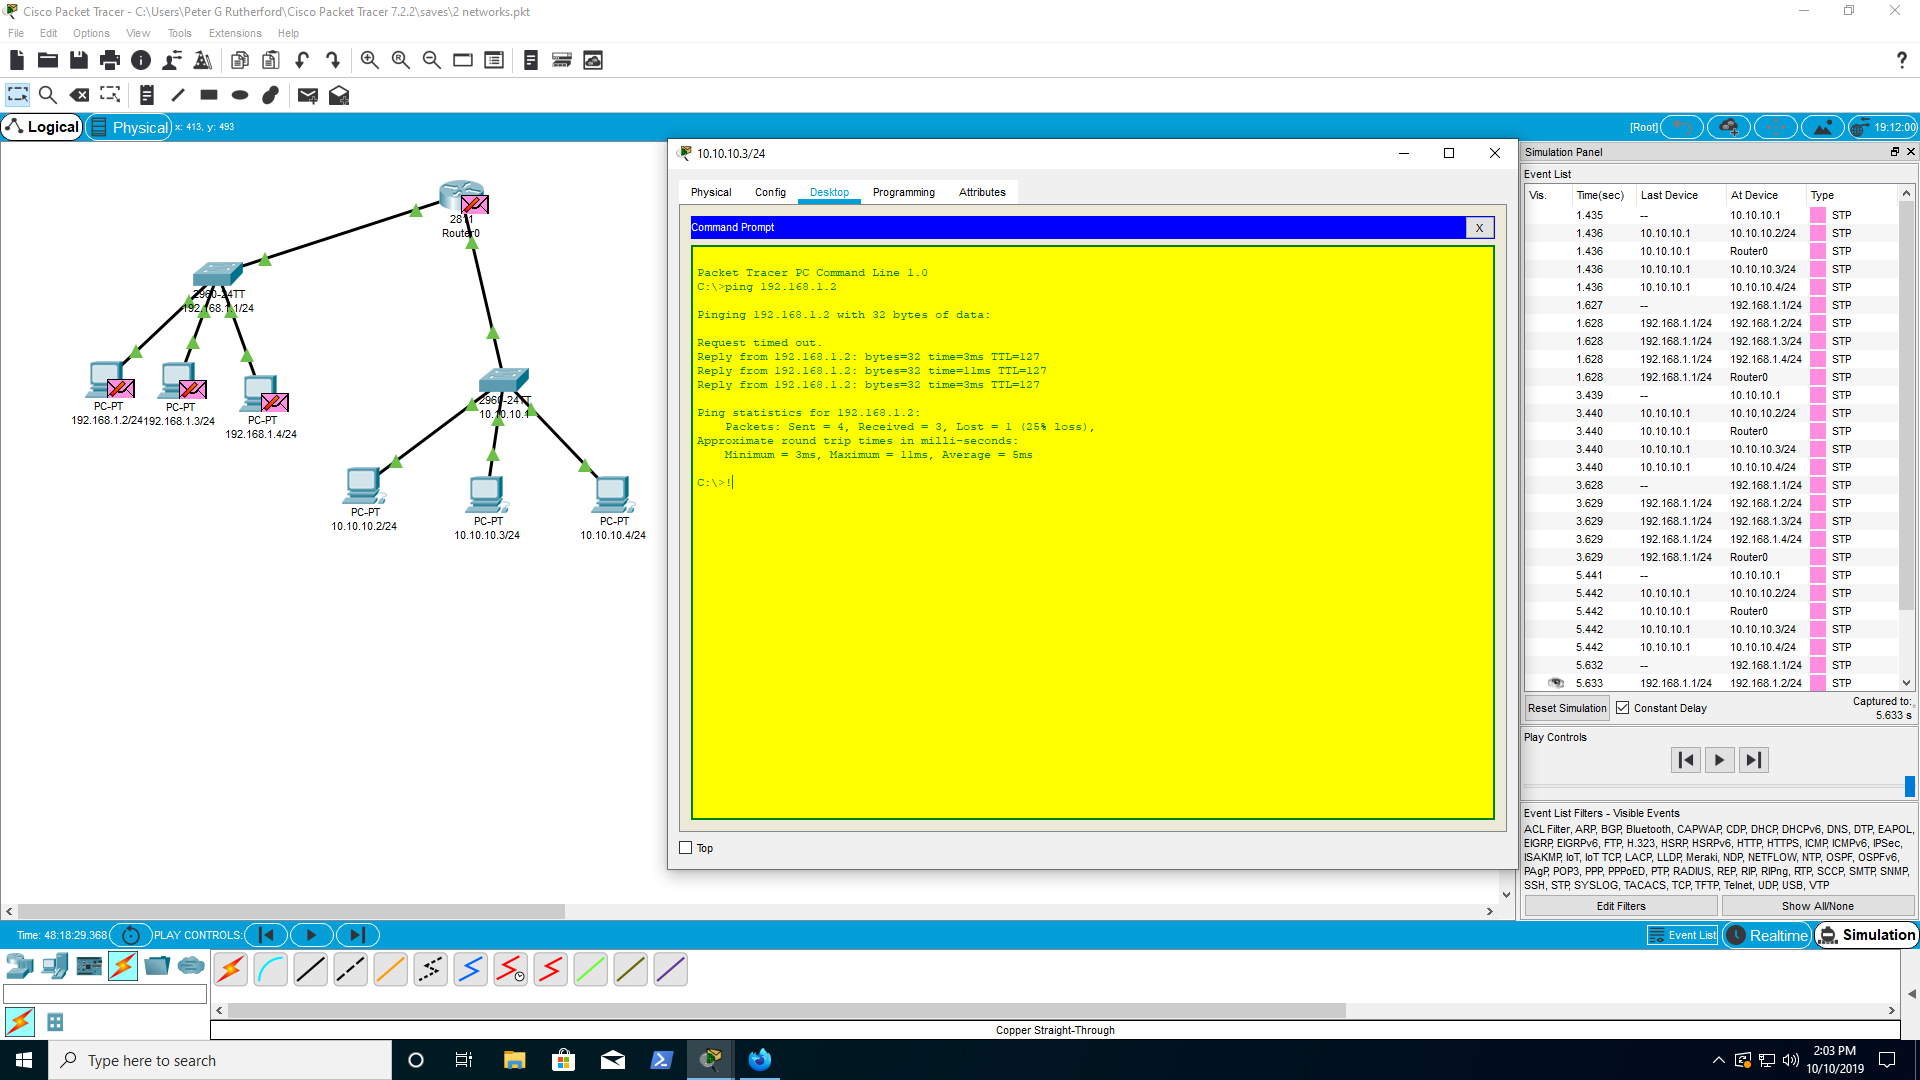 Cisco Packet Tracer - C:\Users\Peter G Rutherford\Cisco Packet Tracer 7.2.2\saves\2 networks.pkt
File Edit Options View Tools Extensions Help
Logical Physical x: 413, y: 493
[Root] 19:12:00
2811
Router0
2960-24TT
192.168.1.1/24
PC-PT
192.168.1.2/24
PC-PT
192.168.1.3/24
PC-PT
192.168.1.4/24
2960-24TT
10.10.10.1
PC-PT
10.10.10.2/24
PC-PT
10.10.10.3/24
PC-PT
10.10.10.4/24
10.10.10.3/24
Physical Config Desktop Programming Attributes
Command Prompt X
Packet Tracer PC Command Line 1.0
C:\>ping 192.168.1.2
Pinging 192.168.1.2 with 32 bytes of data:
Request timed out.
Reply from 192.168.1.2: bytes=32 time=3ms TTL=127
Reply from 192.168.1.2: bytes=32 time=11ms TTL=127
Reply from 192.168.1.2: bytes=32 time=3ms TTL=127
Ping statistics for 192.168.1.2:
Packets: Sent = 4, Received = 3, Lost = 1 (25% loss),
Approximate round trip times in milli-seconds:
Minimum = 3ms, Maximum = 11ms, Average = 5ms
C:\>!
Top
Simulation Panel
Event List
Vis. Time(sec) Last Device At Device Type
1.435 -- 10.10.10.1 STP
1.436 10.10.10.1 10.10.10.2/24 STP
1.436 10.10.10.1 Router0 STP
1.436 10.10.10.1 10.10.10.3/24 STP
1.436 10.10.10.1 10.10.10.4/24 STP
1.627 -- 192.168.1.1/24 STP
1.628 192.168.1.1/24 192.168.1.2/24 STP
1.628 192.168.1.1/24 192.168.1.3/24 STP
1.628 192.168.1.1/24 192.168.1.4/24 STP
1.628 192.168.1.1/24 Router0 STP
3.439 -- 10.10.10.1 STP
3.440 10.10.10.1 10.10.10.2/24 STP
3.440 10.10.10.1 Router0 STP
3.440 10.10.10.1 10.10.10.3/24 STP
3.440 10.10.10.1 10.10.10.4/24 STP
3.628 -- 192.168.1.1/24 STP
3.629 192.168.1.1/24 192.168.1.2/24 STP
3.629 192.168.1.1/24 192.168.1.3/24 STP
3.629 192.168.1.1/24 192.168.1.4/24 STP
3.629 192.168.1.1/24 Router0 STP
5.441 -- 10.10.10.1 STP
5.442 10.10.10.1 10.10.10.2/24 STP
5.442 10.10.10.1 Router0 STP
5.442 10.10.10.1 10.10.10.3/24 STP
5.442 10.10.10.1 10.10.10.4/24 STP
5.632 -- 192.168.1.1/24 STP
5.633 192.168.1.1/24 192.168.1.2/24 STP
Reset Simulation Constant Delay Captured to:
5.633 s
Play Controls
Event List Filters - Visible Events
ACL Filter, ARP, BGP, Bluetooth, CAPWAP, CDP, DHCP, DHCPv6, DNS, DTP, EAPOL,
EIGRP, EIGRPv6, FTP, H.323, HSRP, HSRPv6, HTTP, HTTPS, ICMP, ICMPv6, IPSec,
ISAKMP, IoT, IoT TCP, LACP, LLDP, Meraki, NDP, NETFLOW, NTP, OSPF, OSPFv6,
PAgP, POP3, PPP, PPPoED, PTP, RADIUS, REP, RIP, RIPng, RTP, SCCP, SMTP, SNMP,
SSH, STP, SYSLOG, TACACS, TCP, TFTP, Telnet, UDP, USB, VTP
Edit Filters Show All/None
Time: 48:18:29.368 PLAY CONTROLS:
Event List Realtime Simulation
Copper Straight-Through
Type here to search
2:03 PM
10/10/2019